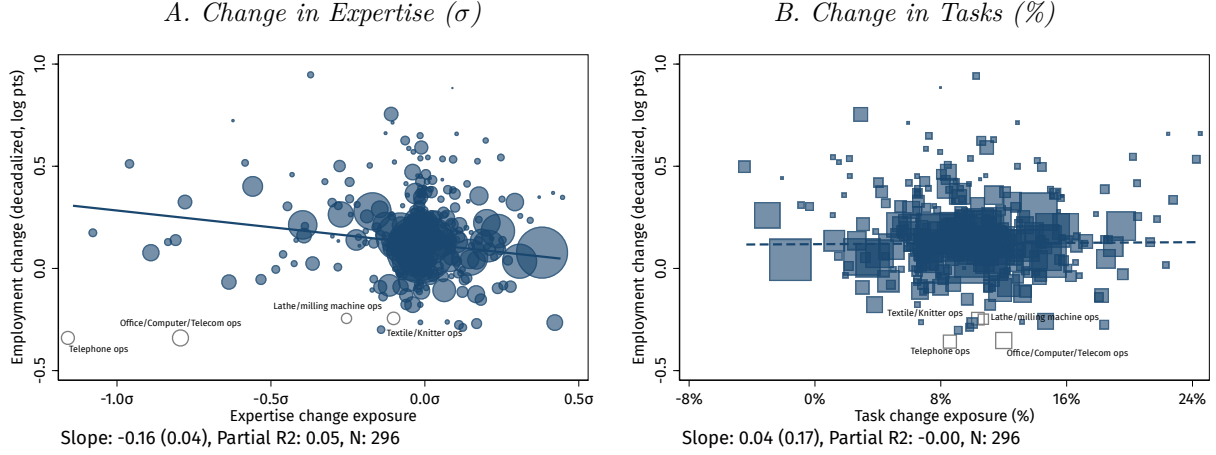 A. Change in Expertise (σ)
Employment change (decadalized, log pts)
1.0
0.5
0.0
-0.5
Lathe/milling machine ops
Office/Computer/Telecom ops
Textile/Knitter ops
Telephone ops
-1.0σ
-0.5σ
0.0σ
0.5σ
Expertise change exposure
Slope: -0.16 (0.04), Partial R2: 0.05, N: 296
B. Change in Tasks (%)
Employment change (decadalized, log pts)
1.0
0.5
0.0
-0.5
Textile/Knitter ops
Lathe/milling machine ops
Telephone ops
Office/Computer/Telecom ops
-8%
0%
8%
16%
24%
Task change exposure (%)
Slope: 0.04 (0.17), Partial R2: -0.00, N: 296